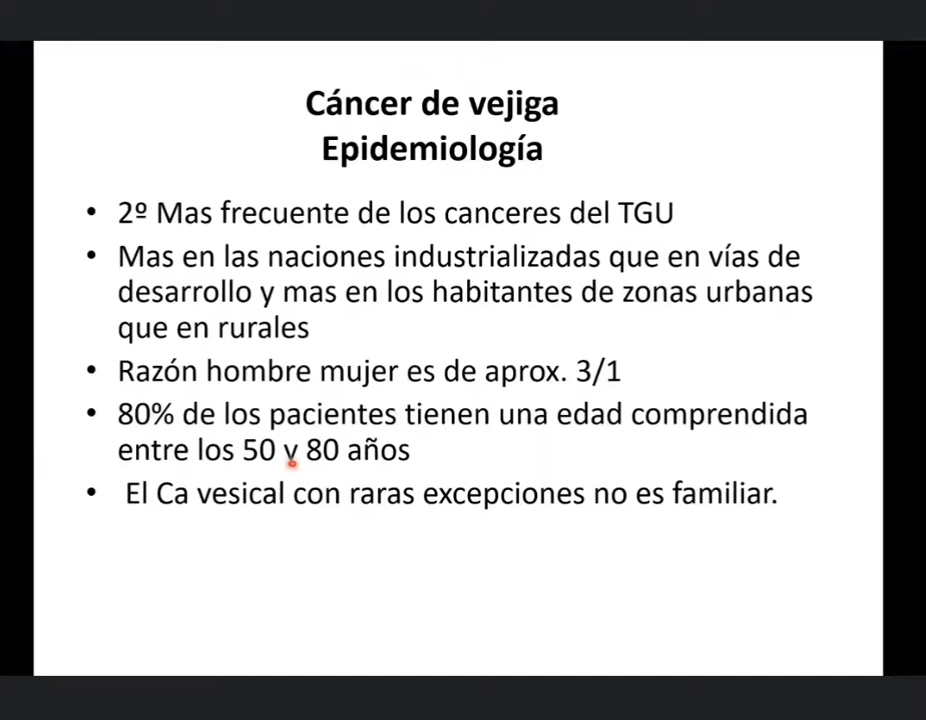 Cáncer de vejiga
Epidemiología
• 2º Mas frecuente de los canceres del TGU
• Mas en las naciones industrializadas que en vías de
desarrollo y mas en los habitantes de zonas urbanas
que en rurales
• Razón hombre mujer es de aprox. 3/1
• 80% de los pacientes tienen una edad comprendida
entre los 50 y 80 años
• El Ca vesical con raras excepciones no es familiar.